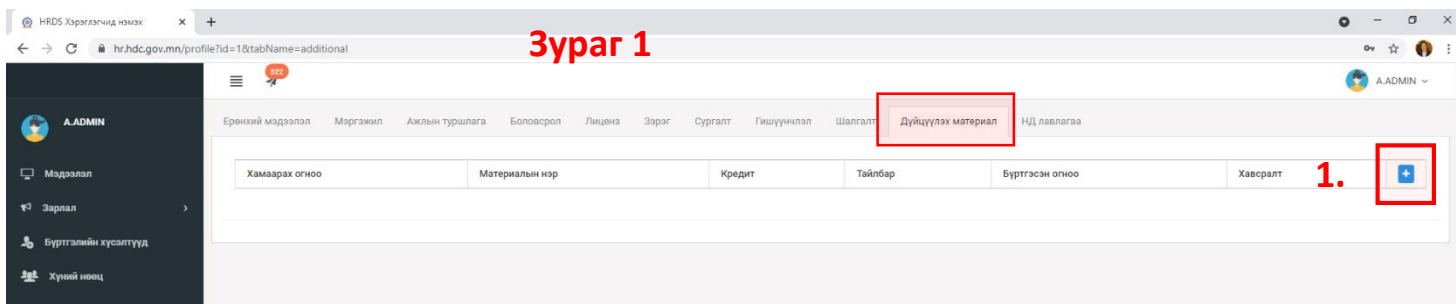 HRDS Хэрэглэгчид нэмэх
hr.hdc.gov.mn/profile?id=1&tabName=additional
Зураг 1
522
A.ADMIN
A.ADMIN
Ерөнхий мэдээлэл Мэргэжил Ажлын туршлага Боловсрол Лиценз Зэрэг Сургалт Гишүүнчлэл Шалгалт Дүйцүүлэх материал НД лавлагаа
Хамаарах огноо Материалын нэр Кредит Тайлбар Бүртгэсэн огноо Хавсралт 1. +
Мэдээлэл
Зарлал
Бүртгэлийн хүсэлтүүд
Хүний нөөц